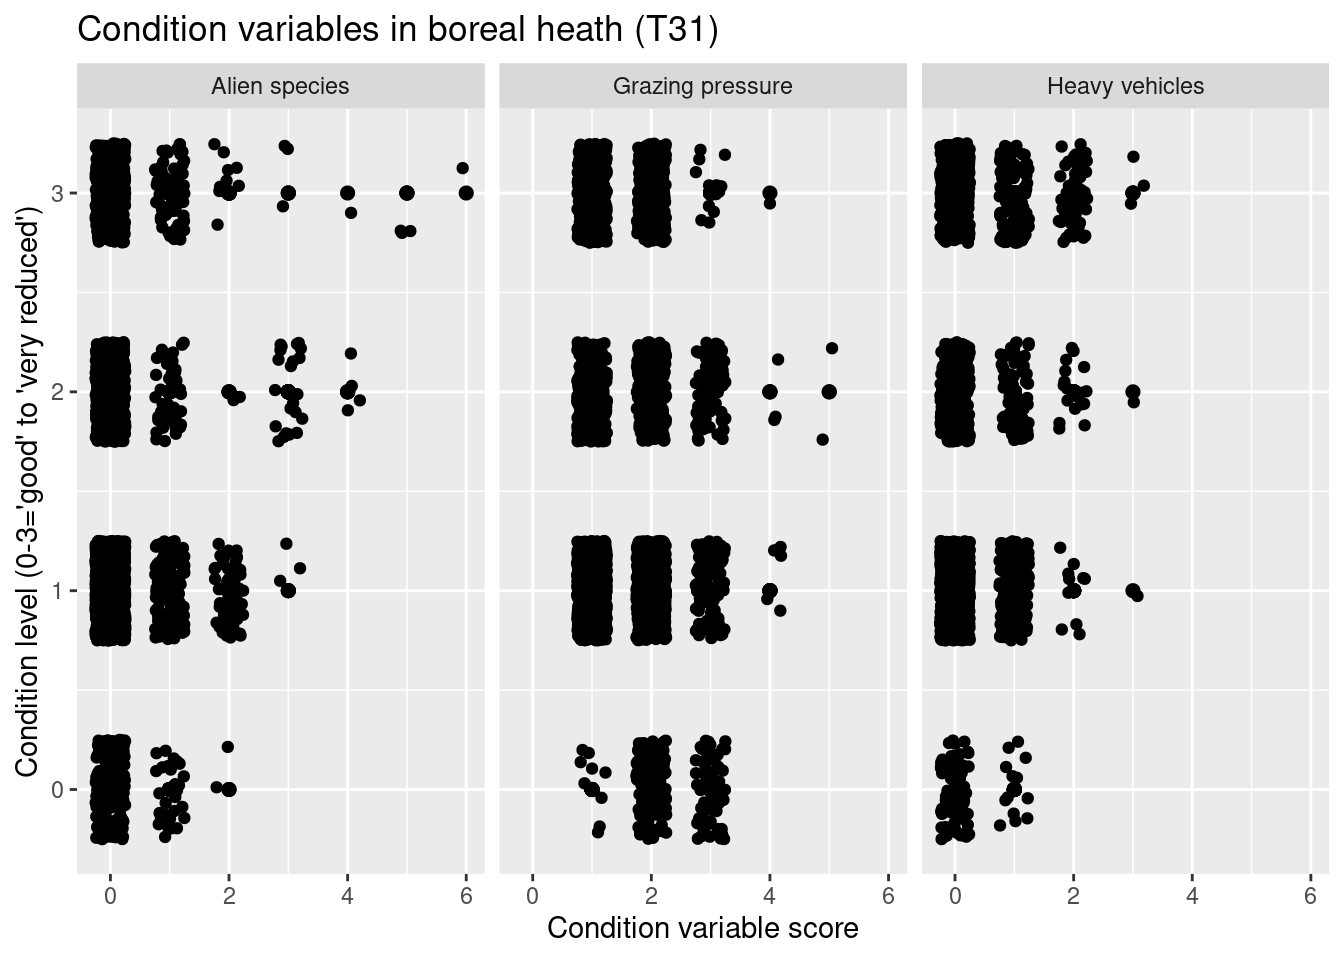 Condition variables in boreal heath (T31)
Alien species
Grazing pressure
Heavy vehicles
Condition level (0-3='good' to 'very reduced')
3
2
1
0
0 2 4 6
0 2 4 6
0 2 4 6
Condition variable score